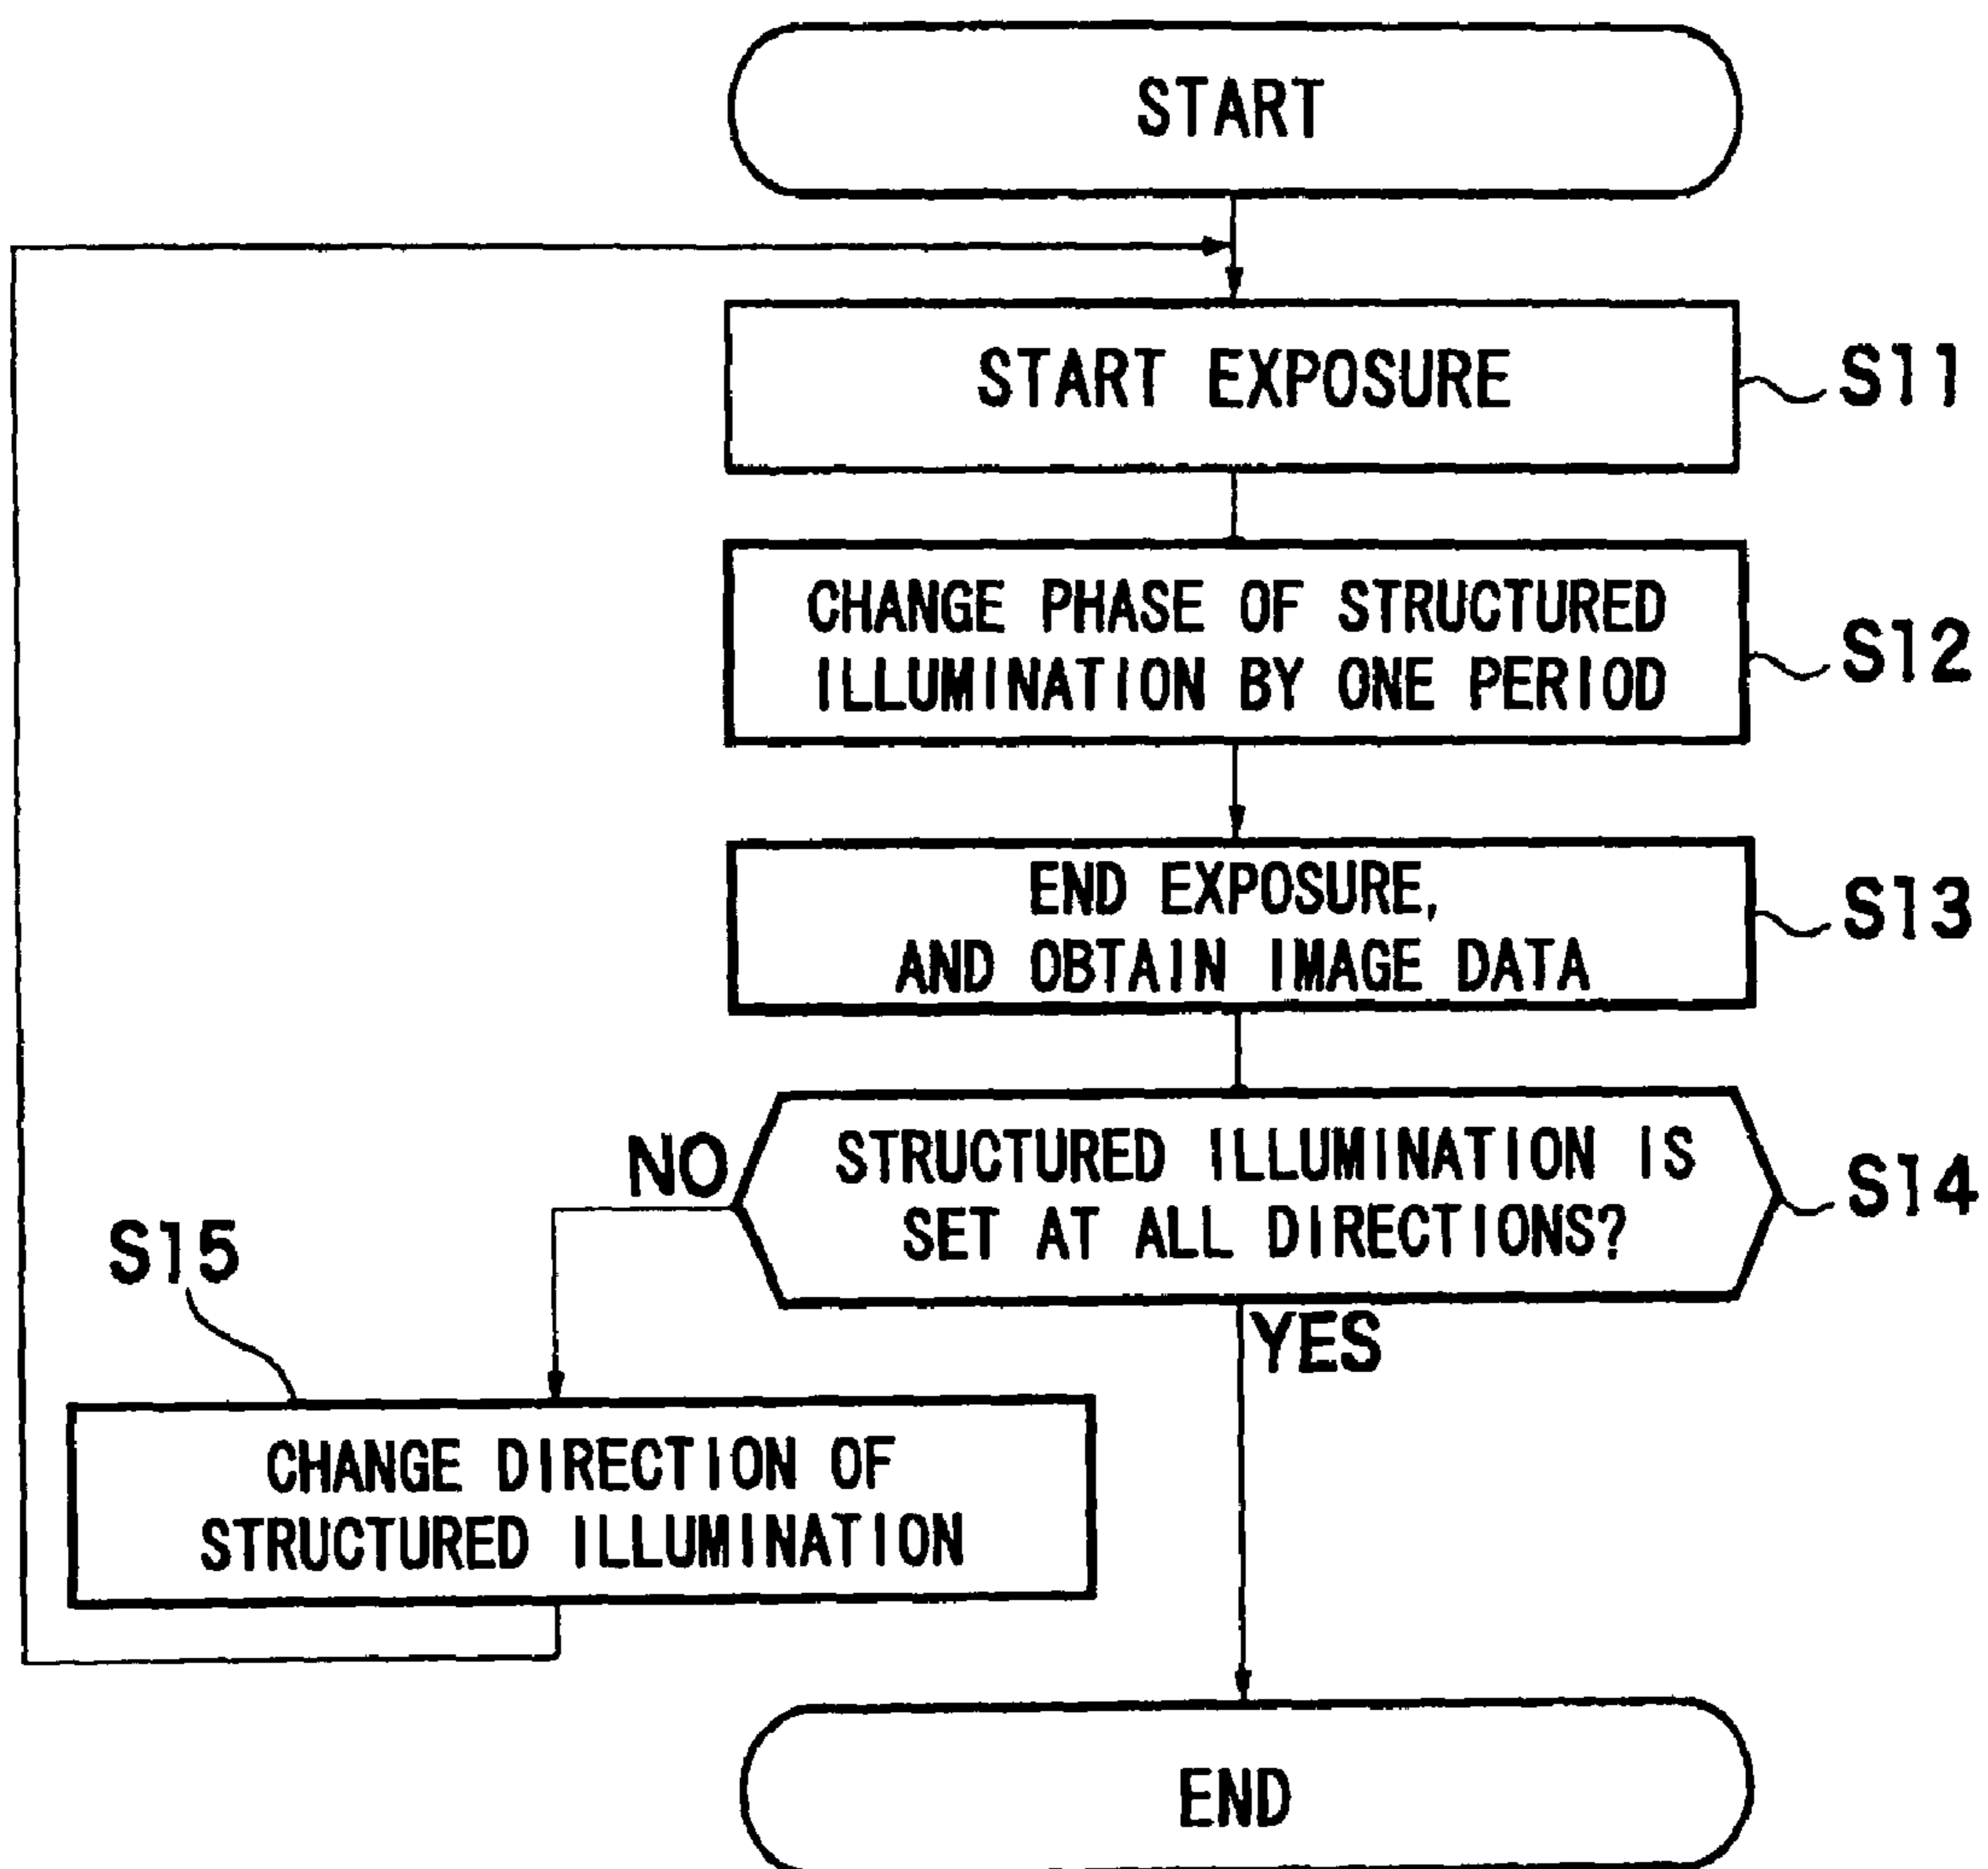 START
START EXPOSURE
S11
CHANGE PHASE OF STRUCTURED
ILLUMINATION BY ONE PERIOD
S12
END EXPOSURE,
AND OBTAIN IMAGE DATA
S13
NO
STRUCTURED ILLUMINATION IS
SET AT ALL DIRECTIONS?
S14
S15
YES
CHANGE DIRECTION OF
STRUCTURED ILLUMINATION
END